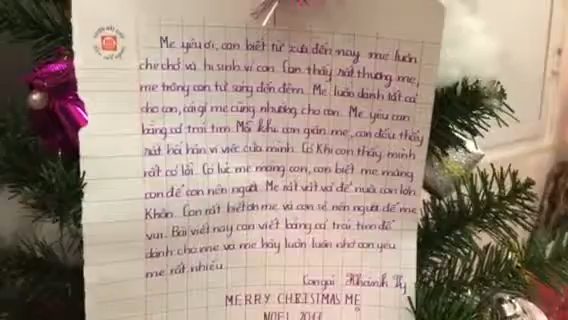 Mẹ yêu ơi, con biết từ xưa đến nay mẹ luôn
che chở và hi sinh vì con. Con thấy rất thương mẹ,
mẹ trông con từ sáng đến đêm. Mẹ luôn dành tất cả
cho con, cái gì mẹ cũng nhường cho con. Mẹ yêu con
bằng cả trái tim. Mỗi khi con giận mẹ, con đều thấy
rất hối hận vì việc của mình. Có khi con thấy mình
rất có lỗi. Có lúc mẹ mắng con, con biết mẹ mắng
con để con nên người. Mẹ rất vất vả để nuôi con lớn
khôn. Con rất biết ơn mẹ và con sẽ nên người để mẹ
vui. Bài viết này con viết bằng cả trái tim để
dành cho mẹ và mẹ hãy luôn luôn nhớ con yêu
mẹ rất nhiều.
Con gái Khánh Vy
MERRY CHRISTMAS MẸ
NOEL